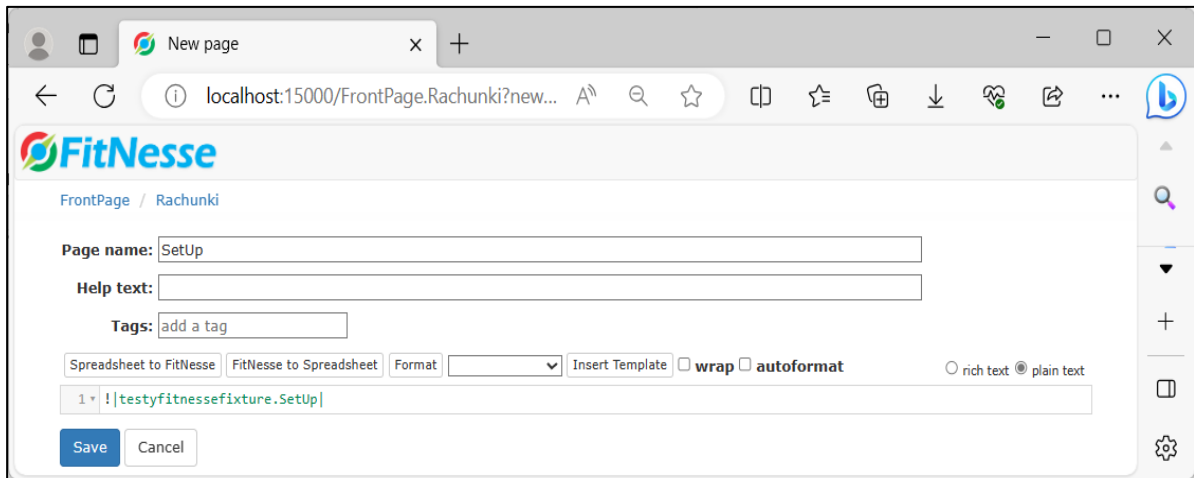 New page
localhost:15000/FrontPage.Rachunki?new...
FitNesse
FrontPage / Rachunki
Page name: SetUp
Help text:
Tags: add a tag
Spreadsheet to FitNesse FitNesse to Spreadsheet Format Insert Template wrap autoformat rich text plain text
1 !|testyfitnessefixture.SetUp|
Save Cancel